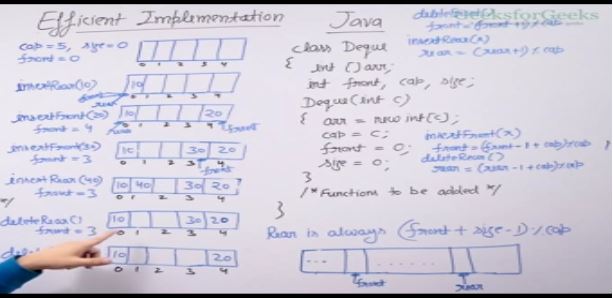 Efficient Implementation
cap=5, size=0
front=0
0 1 2 3 4
insertRear(10)
10
front
rear
0 1 2 3 4
insertFront(20)
front = 4
10 20
rear
front
0 1 2 3 4
insertFront(30)
front = 3
10 30 20
front
0 1 2 3 4
insertRear(40)
front = 3
10 40 30 20
0 1 2 3 4
*/
deleteRear()
front = 3
10 30 20
0 1 2 3 4
10 20
0 1 2 3 4
Java
class Deque
{
int []arr;
int front, cap, size;
Deque(int c)
{ arr = new int[c];
cap = c;
front = 0;
size = 0;
}
/*Functions to be added */
}
GeeksforGeeks
deleteFront()
front=(front+1)%cap
insertRear(x)
rear = (rear+1)%cap
insertFront(x)
front=(front-1+cap)%cap
deleteRear()
rear = (rear-1+cap)%cap
Rear is always (front + size-1)%cap
... ......
front
rear